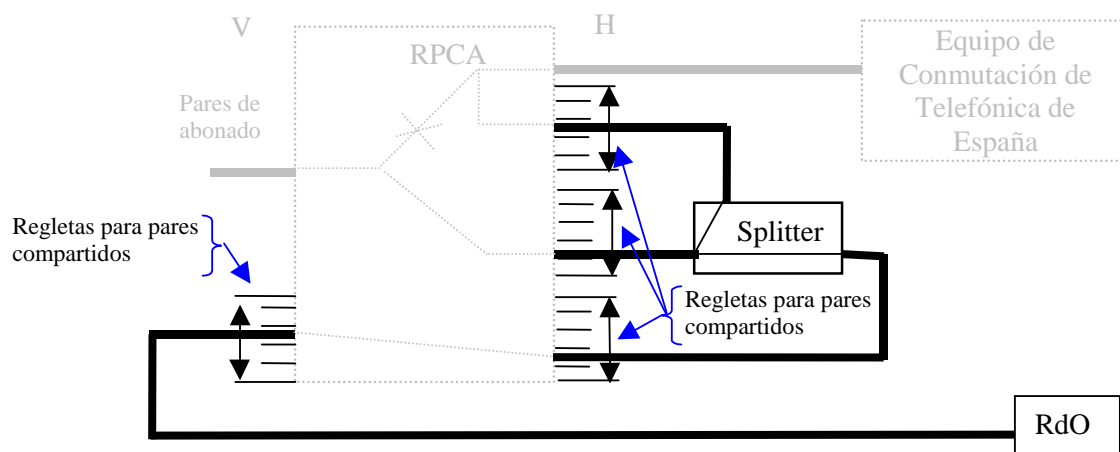 V
H
RPCA
Equipo de
Conmutación de
Telefónica de
España
Pares de
abonado
Regletas para pares
compartidos
Splitter
Regletas para pares
compartidos
RdO